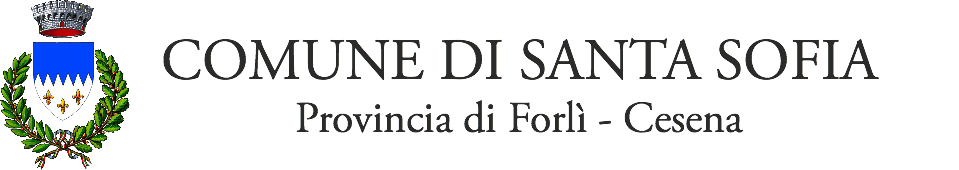 COMUNE DI SANTA SOFIA
Provincia di Forlì - Cesena